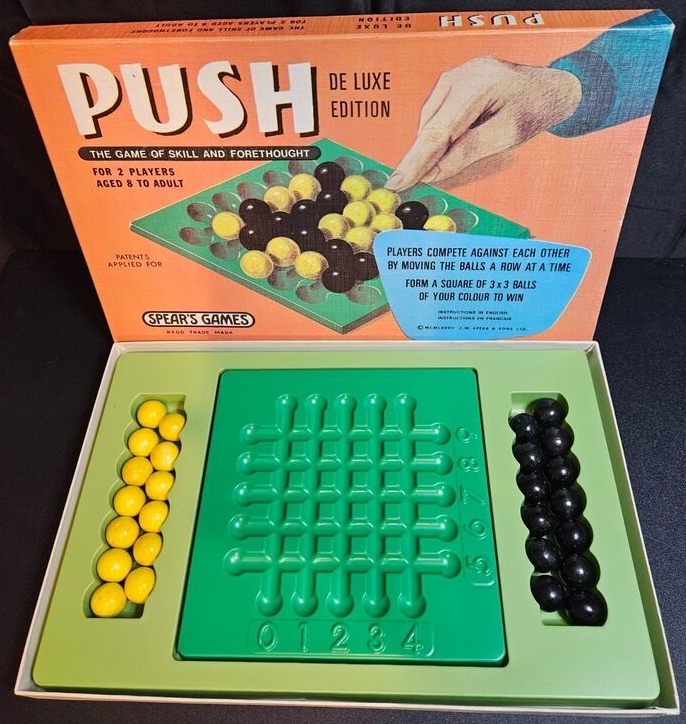 PUSH
DE LUXE
EDITION
THE GAME OF SKILL AND FORETHOUGHT
FOR 2 PLAYERS AGED 8 TO ADULT
PUSH
DE LUXE
EDITION
THE GAME OF SKILL AND FORETHOUGHT
FOR 2 PLAYERS
AGED 8 TO ADULT
PATENTS
APPLIED FOR
PLAYERS COMPETE AGAINST EACH OTHER
BY MOVING THE BALLS A ROW AT A TIME
FORM A SQUARE OF 3 x 3 BALLS
OF YOUR COLOUR TO WIN
INSTRUCTIONS IN ENGLISH
INSTRUCTIONS EN FRANCAIS
© MCMLXXVII J.W. SPEAR & SONS LTD.
SPEAR'S GAMES
REGD TRADE MARK
9
8
7
6
5
0 1 2 3 4